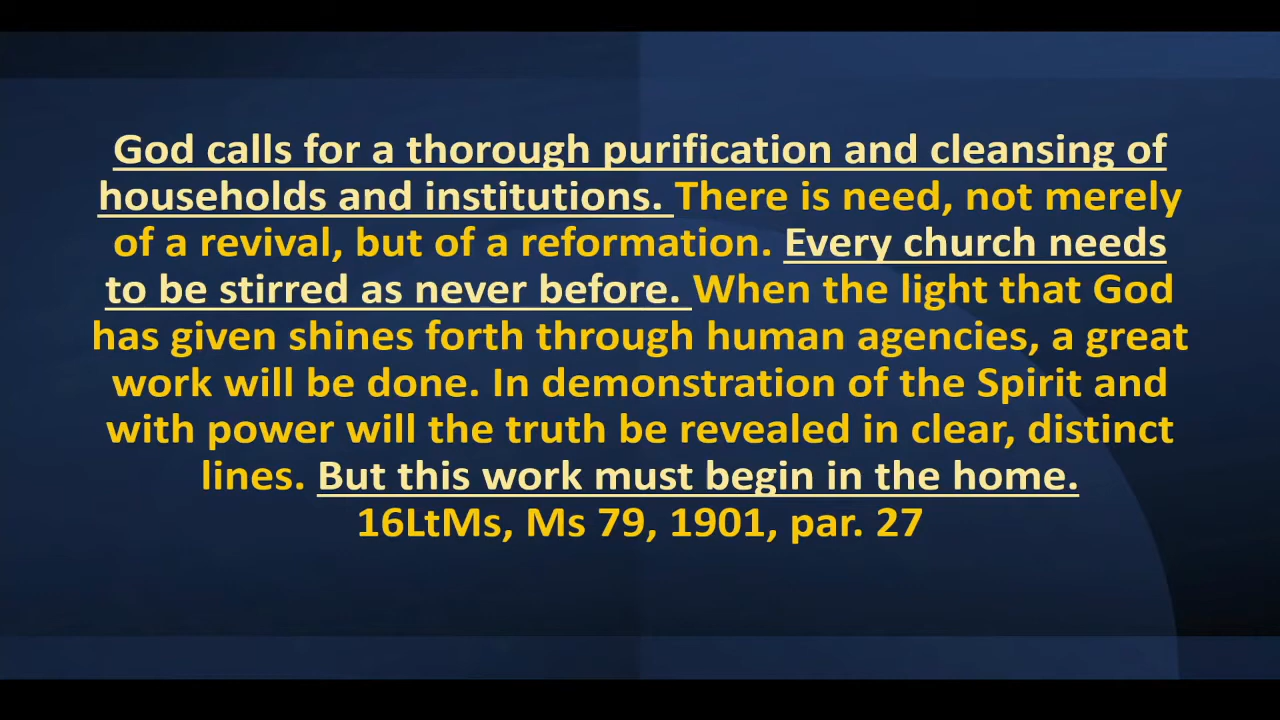 God calls for a thorough purification and cleansing of
households and institutions. There is need, not merely
of a revival, but of a reformation. Every church needs
to be stirred as never before. When the light that God
has given shines forth through human agencies, a great
work will be done. In demonstration of the Spirit and
with power will the truth be revealed in clear, distinct
lines. But this work must begin in the home.
16LtMs, Ms 79, 1901, par. 27